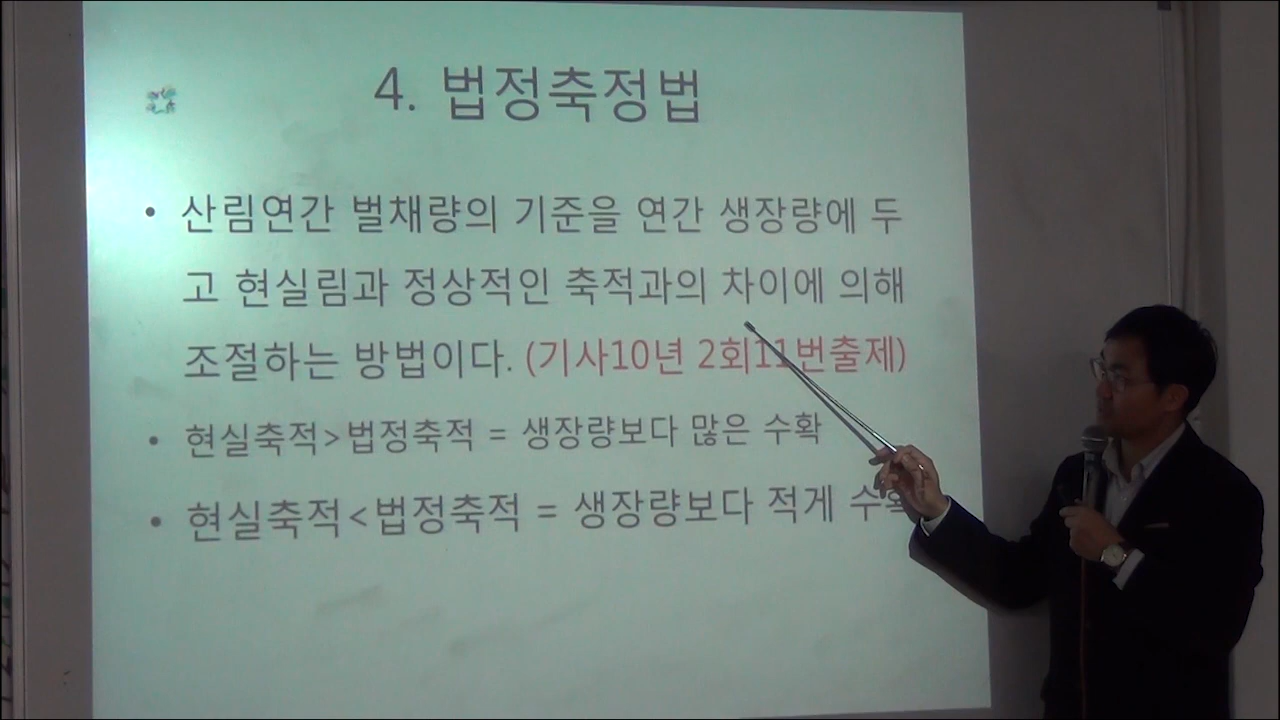 4. 법정축정법
• 산림연간 벌채량의 기준을 연간 생장량에 두
고 현실림과 정상적인 축적과의 차이에 의해
조절하는 방법이다. (기사10년 2회11번출제)
• 현실축적>법정축적 = 생장량보다 많은 수확
• 현실축적<법정축적 = 생장량보다 적게 수확